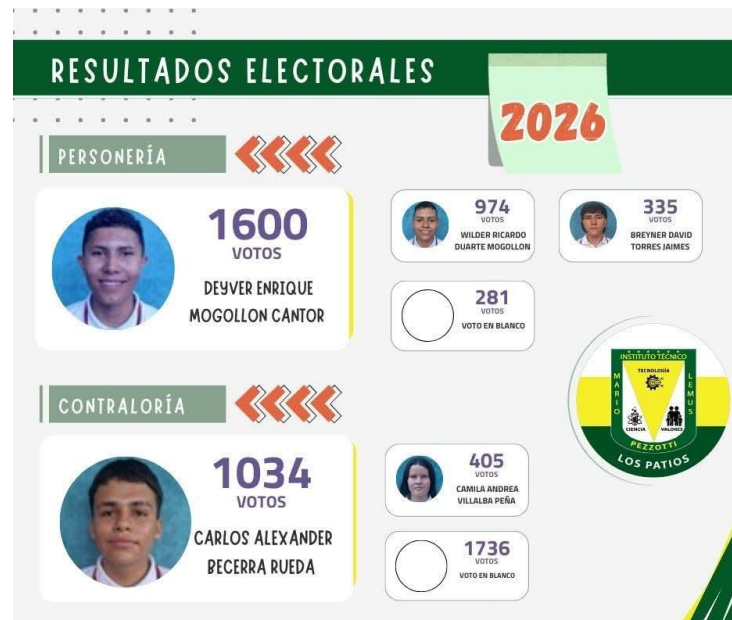 RESULTADOS ELECTORALES
2026
PERSONERÍA
1600
VOTOS
DEYVER ENRIQUE
MOGOLLON CANTOR
974
VOTOS
WILDER RICARDO
DUARTE MOGOLLON
335
VOTOS
BREYNER DAVID
TORRES JAIMES
281
VOTOS
VOTO EN BLANCO
INSTITUTO TÉCNICO
MARIO
LEMUS
TECNOLOGÍA
CIENCIA
VALORES
PEZZOTTI
LOS PATIOS
CONTRALORÍA
1034
VOTOS
CARLOS ALEXANDER
BECERRA RUEDA
405
VOTOS
CAMILA ANDREA
VILLALBA PEÑA
1736
VOTOS
VOTO EN BLANCO